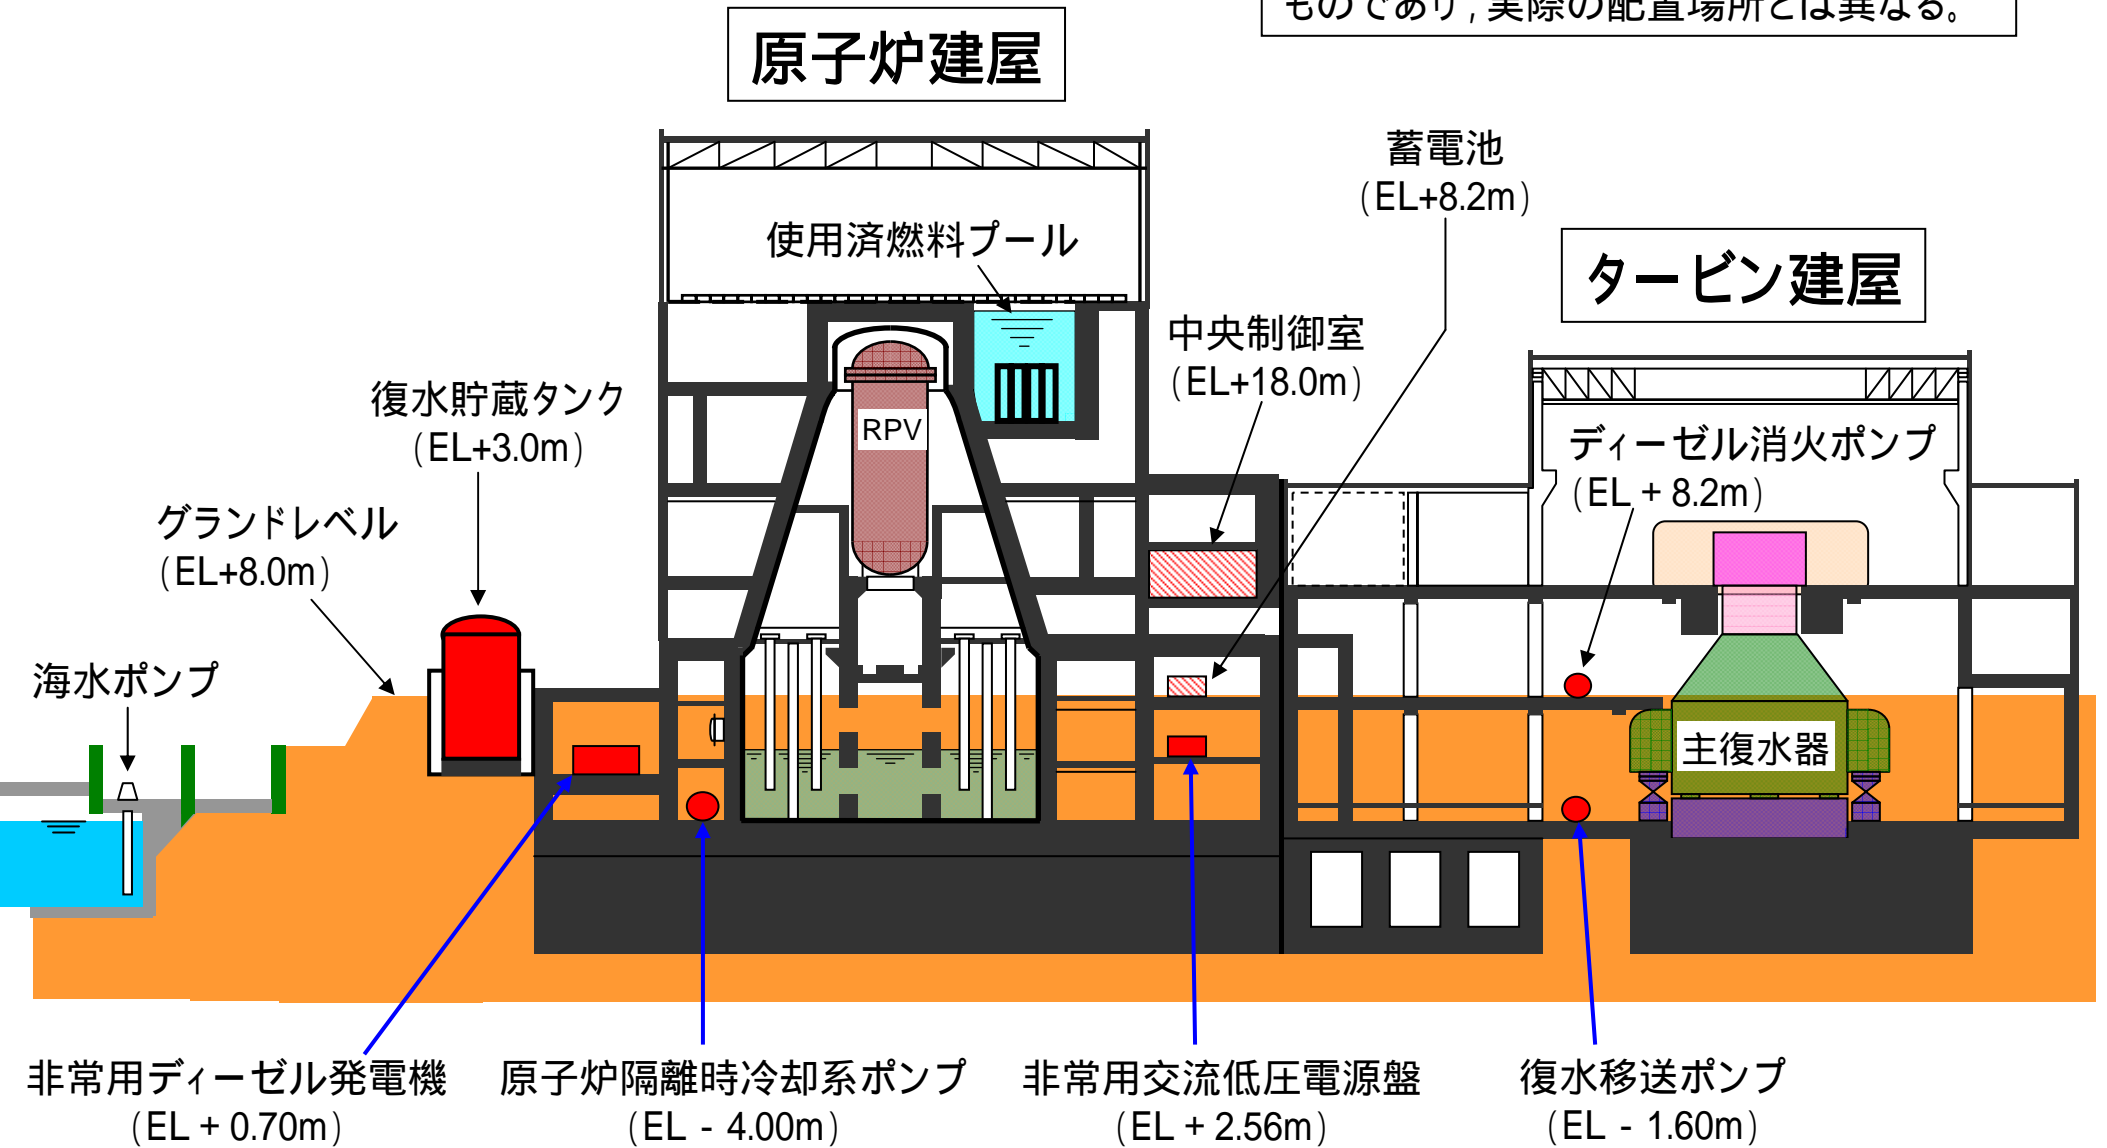 ものであり,実際の配置場所とは異なる。
原子炉建屋
蓄電池
(EL+8.2m)
使用済燃料プール
タービン建屋
中央制御室
(EL+18.0m)
復水貯蔵タンク
(EL+3.0m)
RPV
ディーゼル消火ポンプ
(EL + 8.2m)
グランドレベル
(EL+8.0m)
海水ポンプ
主復水器
非常用ディーゼル発電機
(EL + 0.70m)
原子炉隔離時冷却系ポンプ
(EL - 4.00m)
非常用交流低圧電源盤
(EL + 2.56m)
復水移送ポンプ
(EL - 1.60m)